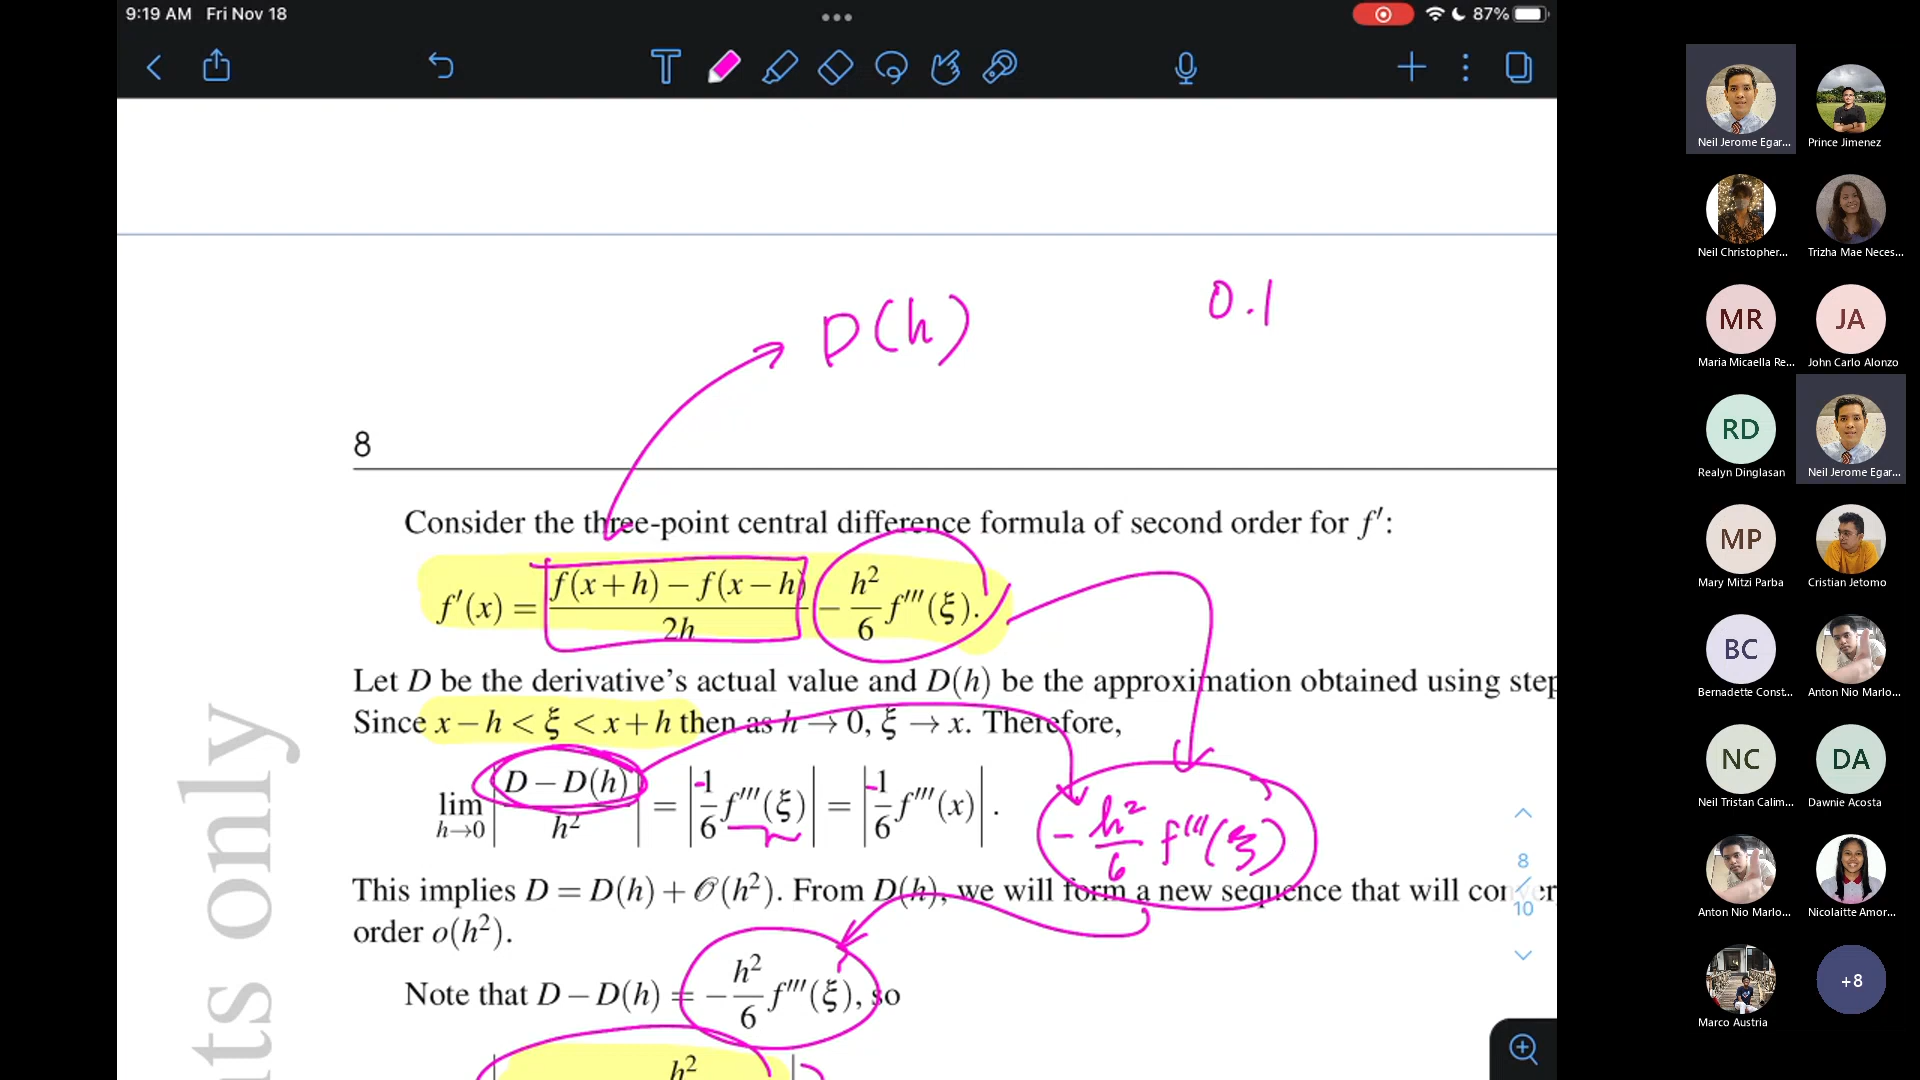 9:19 AM Fri Nov 18
87%
D(h)
0.1
8
Consider the three-point central difference formula of second order for f′:
f′(x) = f(x+h) − f(x−h) / 2h − h²/6 f‴(ξ).
Let D be the derivative's actual value and D(h) be the approximation obtained using step
Since x − h < ξ < x + h then as h → 0, ξ → x. Therefore,
lim h→0 |D − D(h) / h²| = |-1/6 f‴(ξ)| = |-1/6 f‴(x)|.
− h²/6 f‴(ξ)
This implies D = D(h) + 𝒪(h²). From D(h), we will form a new sequence that will conver
order o(h²).
Note that D − D(h) = − h²/6 f‴(ξ), so
h²
nts only
8
10
Neil Jerome Egar...
Prince Jimenez
Neil Christopher...
Trizha Mae Neces...
MR
Maria Micaella Re...
JA
John Carlo Alonzo
RD
Realyn Dinglasan
Neil Jerome Egar...
MP
Mary Mitzi Parba
Cristian Jetomo
BC
Bernadette Const...
Anton Nio Marlo...
NC
Neil Tristan Calim...
DA
Dawnie Acosta
Anton Nio Marlo...
Nicolaitte Amor...
Marco Austria
+8